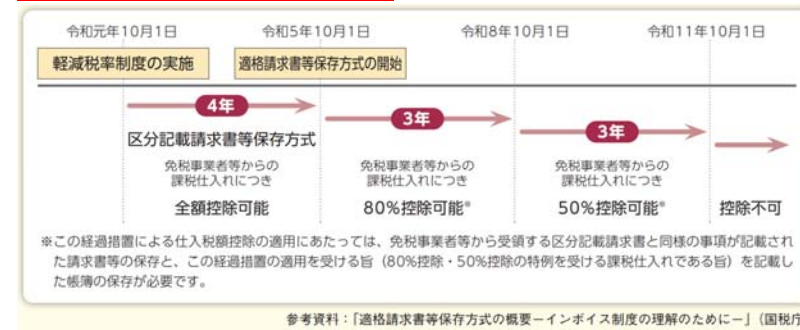 令和元年10月1日 令和5年10月1日 令和8年10月1日 令和11年10月1日
軽減税率制度の実施 適格請求書等保存方式の開始
4年 3年 3年
区分記載請求書等保存方式
免税事業者等からの 免税事業者等からの 免税事業者等からの
課税仕入れにつき 課税仕入れにつき 課税仕入れにつき
全額控除可能 80%控除可能※ 50%控除可能※ 控除不可
※この経過措置による仕入税額控除の適用にあたっては、免税事業者等から受領する区分記載請求書と同様の事項が記載され
た請求書等の保存と、この経過措置の適用を受ける旨（80%控除・50%控除の特例を受ける課税仕入れである旨）を記載し
た帳簿の保存が必要です。
参考資料：「適格請求書等保存方式の概要－インボイス制度の理解のために－」（国税庁